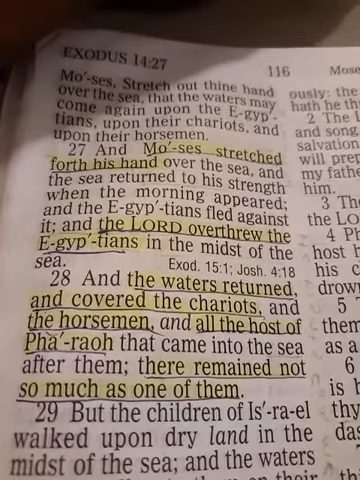 EXODUS 14:27
116
Mose
Mo'-ses, Stretch out thine hand
over the sea, that the waters may
come again upon the E-gyp'-
tians, upon their chariots, and
upon their horsemen.
27 And Mo'-ses stretched
forth his hand over the sea, and
the sea returned to his strength
when the morning appeared;
and the E-gyp'-tians fled against
it; and the LORD overthrew the
E-gyp'-tians in the midst of the
sea. Exod. 15:1; Josh. 4:18
28 And the waters returned,
and covered the chariots, and
the horsemen, and all the host of
Pha'-raoh that came into the sea
after them; there remained not
so much as one of them.
29 But the children of Is'-ra-el
walked upon dry land in the
midst of the sea; and the waters
ously: the
hath he th
2 The L
and song,
salvation
will prep
my fathe
him.
3 The
the LO
4 Ph
host h
his c
drow
5
the
as a
6
is
thy
das